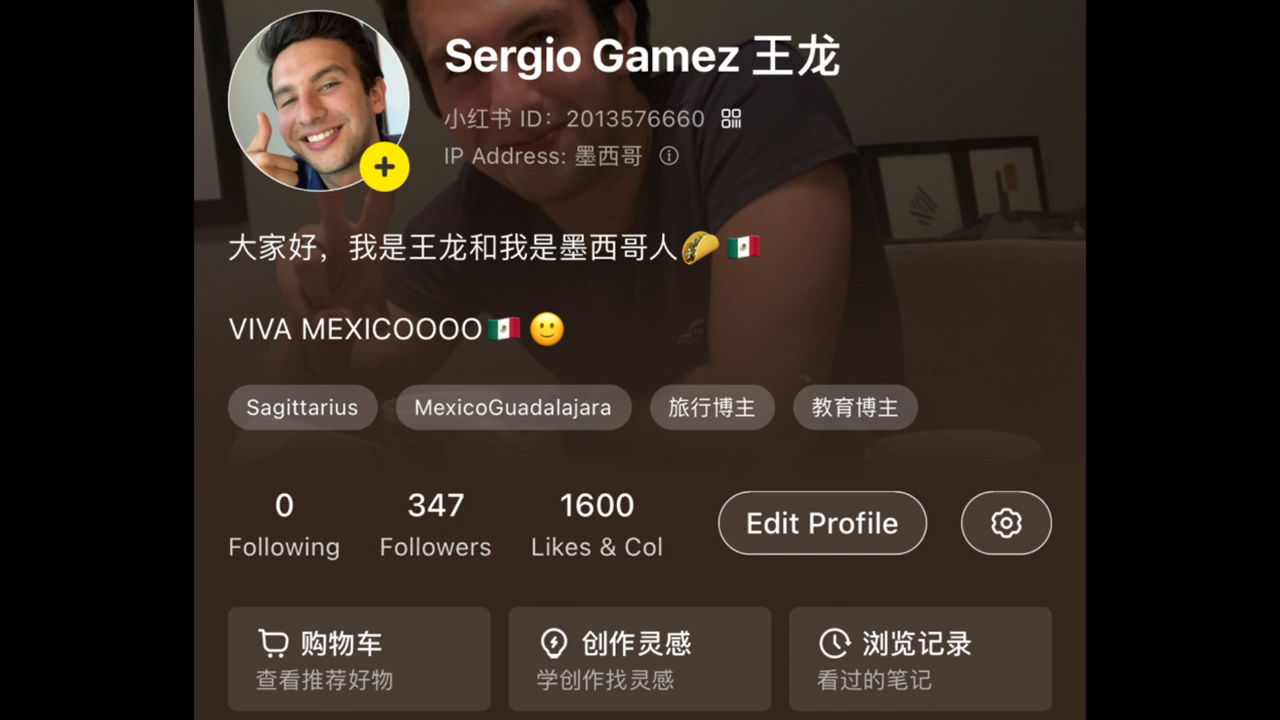 Sergio Gamez 王龙
小红书 ID：2013576660
IP Address: 墨西哥
大家好，我是王龙和我是墨西哥人🌮🇲🇽
VIVA MEXICOOOO🇲🇽🙂
Sagittarius MexicoGuadalajara 旅行博主 教育博主
0 347 1600
Following Followers Likes & Col
Edit Profile
购物车 创作灵感 浏览记录
查看推荐好物 学创作找灵感 看过的笔记